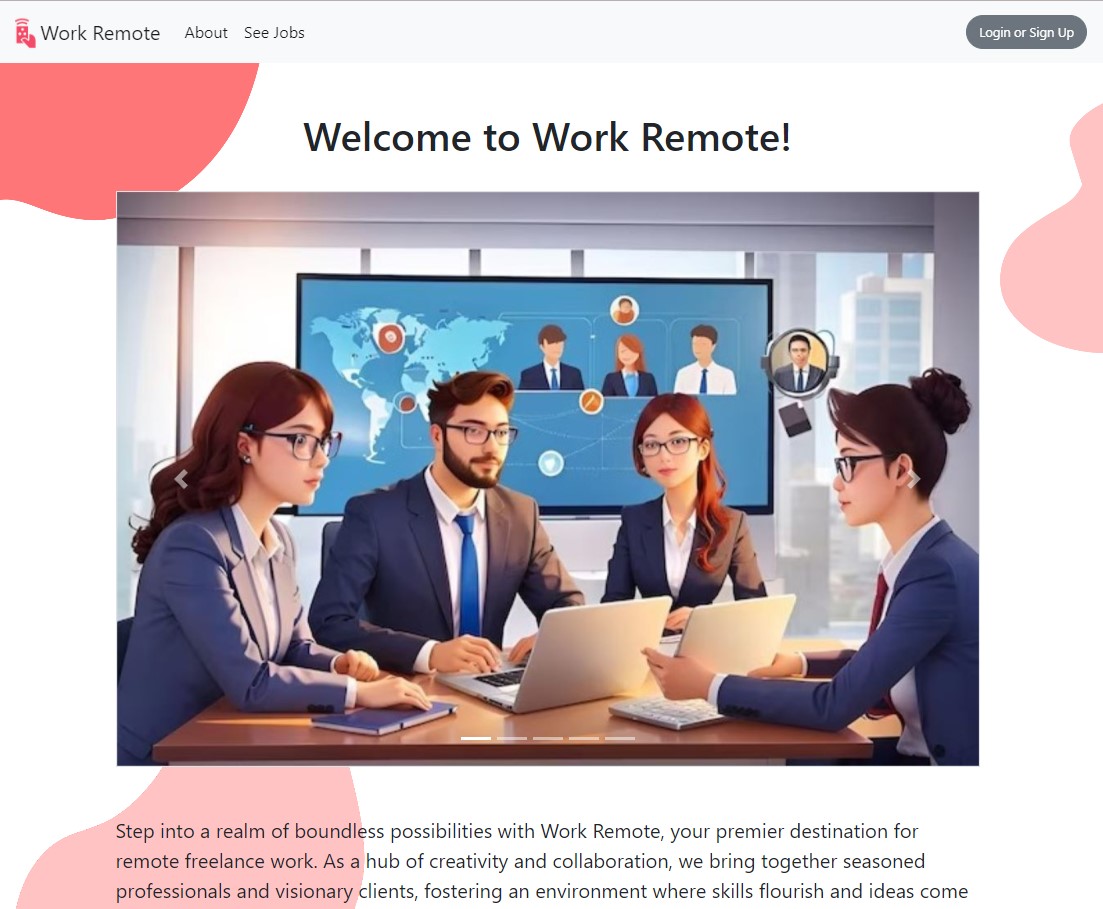 Work Remote
About
See Jobs
Login or Sign Up
Welcome to Work Remote!
Step into a realm of boundless possibilities with Work Remote, your premier destination for
remote freelance work. As a hub of creativity and collaboration, we bring together seasoned
professionals and visionary clients, fostering an environment where skills flourish and ideas come